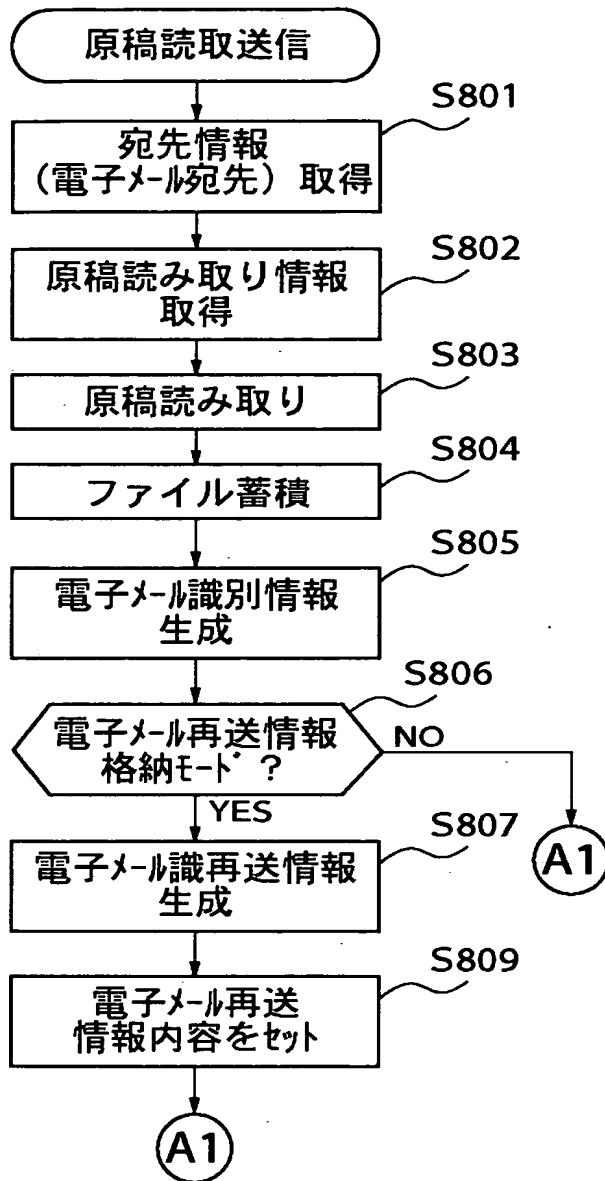 原稿読取送信
S801
宛先情報
(電子ﾒｰﾙ宛先) 取得
S802
原稿読み取り情報
取得
S803
原稿読み取り
S804
ファイル蓄積
S805
電子ﾒｰﾙ識別情報
生成
S806
電子ﾒｰﾙ再送情報
格納ﾓｰﾄﾞ?
NO
YES
A1
S807
電子ﾒｰﾙ識再送情報
生成
S809
電子ﾒｰﾙ再送
情報内容をｾｯﾄ
A1